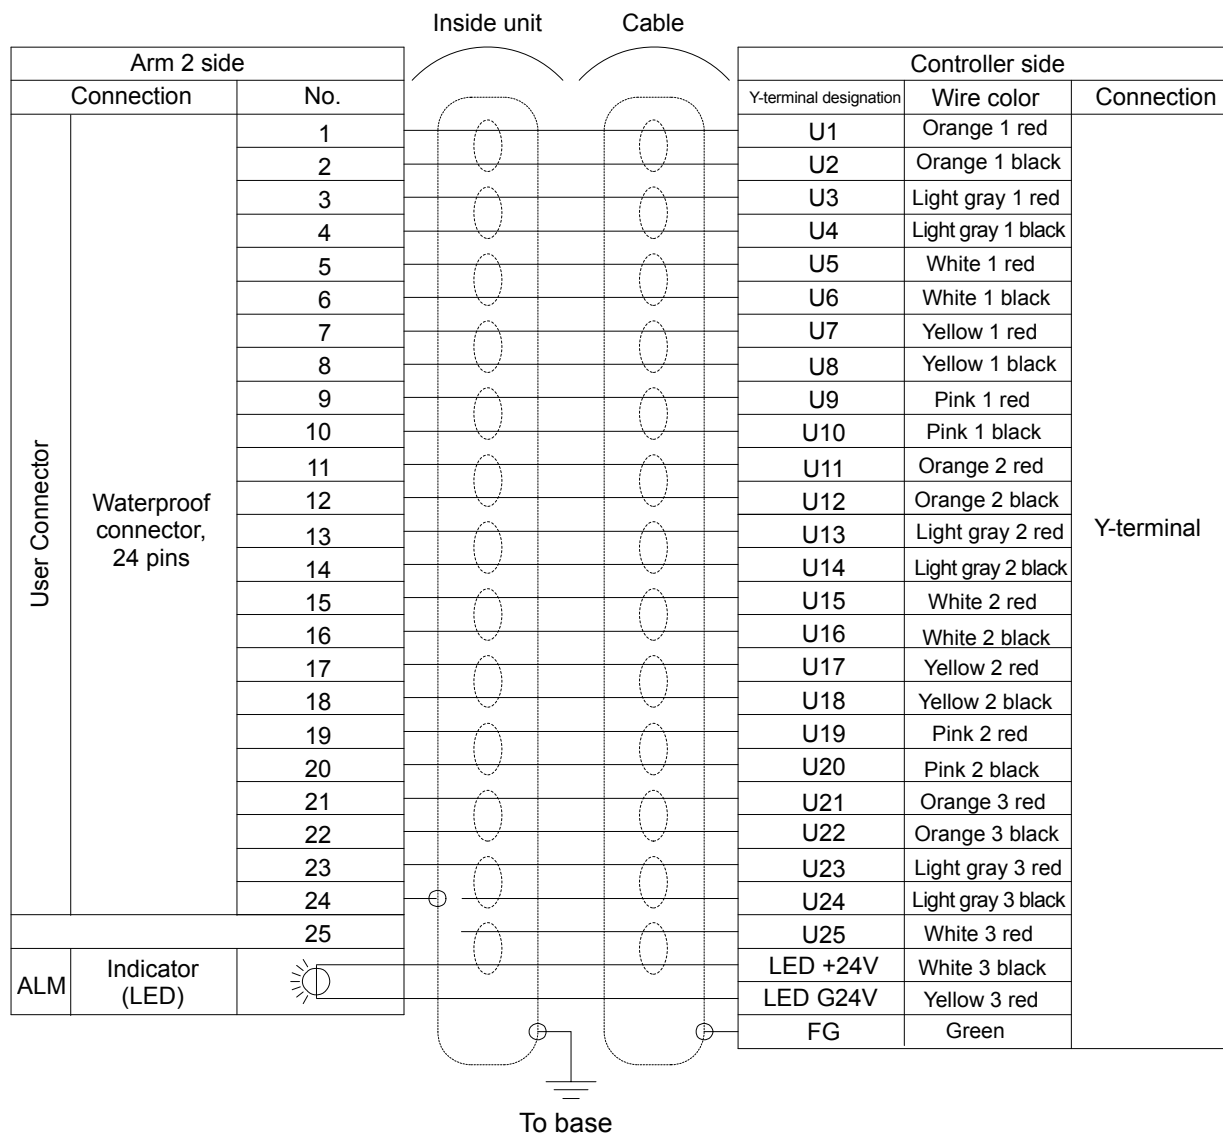 Inside unit Cable
Arm 2 side Controller side
Connection No. Y-terminal designation Wire color Connection
1 U1 Orange 1 red
2 U2 Orange 1 black
3 U3 Light gray 1 red
4 U4 Light gray 1 black
5 U5 White 1 red
6 U6 White 1 black
7 U7 Yellow 1 red
8 U8 Yellow 1 black
9 U9 Pink 1 red
10 U10 Pink 1 black
11 U11 Orange 2 red
12 U12 Orange 2 black
13 U13 Light gray 2 red
14 U14 Light gray 2 black
15 U15 White 2 red
16 U16 White 2 black
17 U17 Yellow 2 red
18 U18 Yellow 2 black
19 U19 Pink 2 red
20 U20 Pink 2 black
21 U21 Orange 3 red
22 U22 Orange 3 black
23 U23 Light gray 3 red
24 U24 Light gray 3 black
25 U25 White 3 red
LED +24V White 3 black
LED G24V Yellow 3 red
FG Green
User Connector
Waterproof
connector,
24 pins
Y-terminal
ALM
Indicator
(LED)
To base